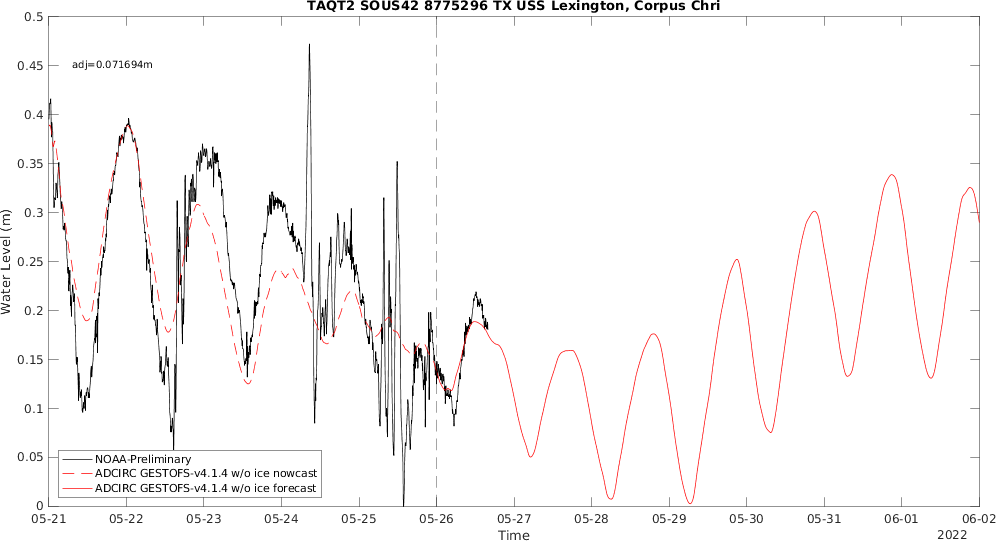 TAQT2 SOUS42 8775296 TX USS Lexington, Corpus Chri
adj=0.071694m
0.5
0.45
0.4
0.35
0.3
0.25
0.2
0.15
0.1
0.05
0
Water Level (m)
NOAA-Preliminary
ADCIRC GESTOFS-v4.1.4 w/o ice nowcast
ADCIRC GESTOFS-v4.1.4 w/o ice forecast
05-21 05-22 05-23 05-24 05-25 05-26 05-27 05-28 05-29 05-30 05-31 06-01 06-02
Time
2022